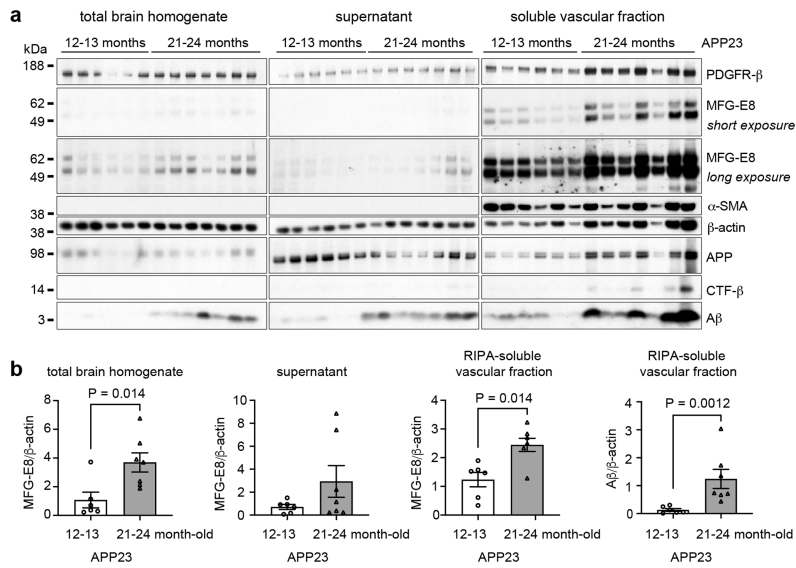 a
total brain homogenate
supernatant
soluble vascular fraction
kDa
12-13 months
21-24 months
12-13 months
21-24 months
12-13 months
21-24 months
APP23
188
PDGFR-β
62
49
MFG-E8
short exposure
62
49
MFG-E8
long exposure
38
α-SMA
38
β-actin
98
APP
14
CTF-β
3
Aβ
b
total brain homogenate
P = 0.014
MFG-E8/β-actin
8
6
4
2
0
12-13
21-24 month-old
APP23
supernatant
MFG-E8/β-actin
10
8
6
4
2
0
12-13
21-24 month-old
APP23
RIPA-soluble
vascular fraction
P = 0.014
MFG-E8/β-actin
4
3
2
1
0
12-13
21-24 month-old
APP23
RIPA-soluble
vascular fraction
P = 0.0012
Aβ/β-actin
4
3
2
1
0
12-13
21-24 month-old
APP23